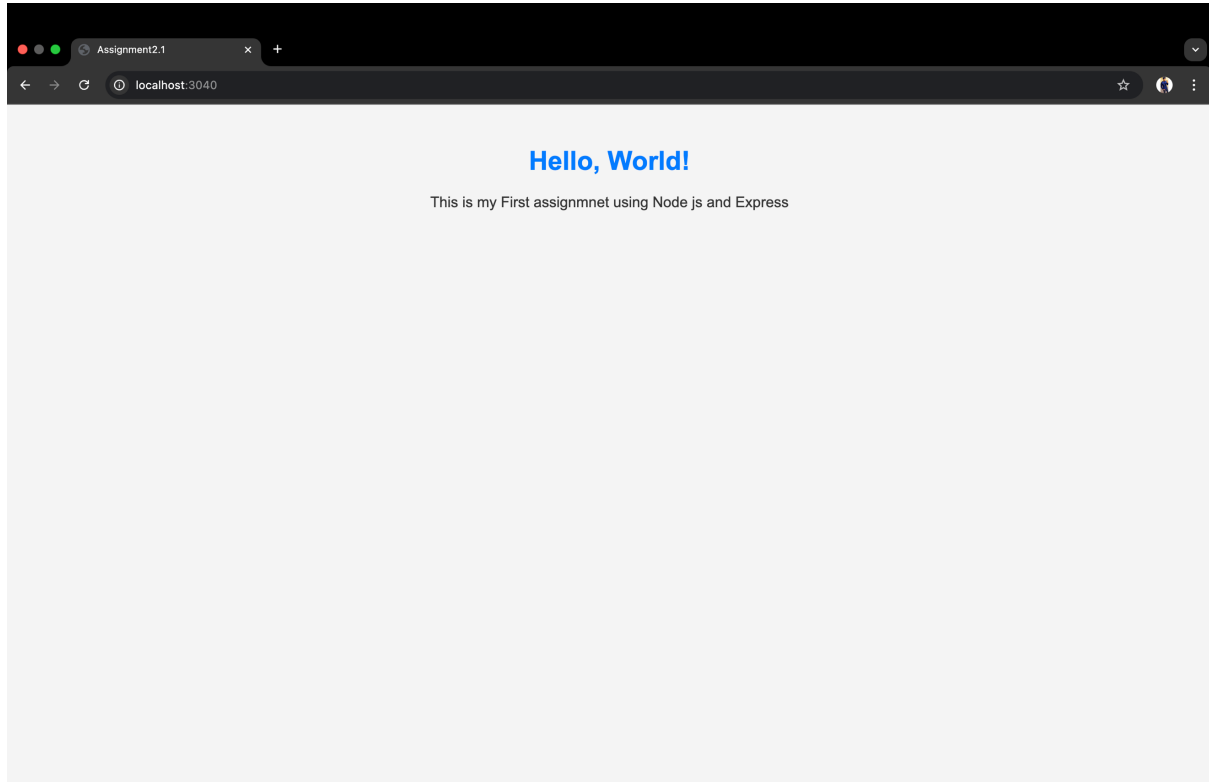 Assignment2.1
localhost:3040
Hello, World!
This is my First assignmnet using Node js and Express